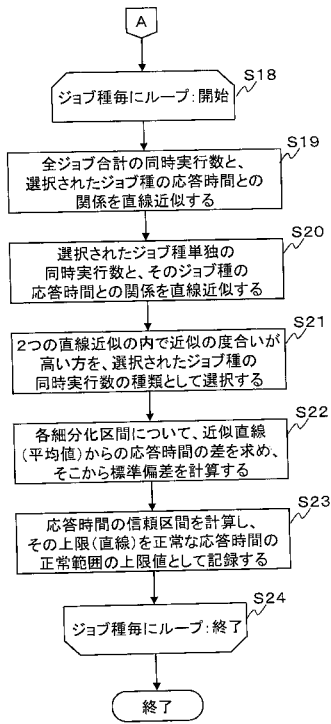 A
S18
ジョブ種毎にループ:開始
S19
全ジョブ合計の同時実行数と、
選択されたジョブ種の応答時間との
関係を直線近似する
S20
選択されたジョブ種単独の
同時実行数と、そのジョブ種の
応答時間との関係を直線近似する
S21
2つの直線近似の内で近似の度合いが
高い方を、選択されたジョブ種の
同時実行数の種類として選択する
S22
各細分化区間について、近似直線
(平均値)からの応答時間の差を求め、
そこから標準偏差を計算する
S23
応答時間の信頼区間を計算し、
その上限(直線)を正常な応答時間の
正常範囲の上限値として記録する
S24
ジョブ種毎にループ:終了
終了